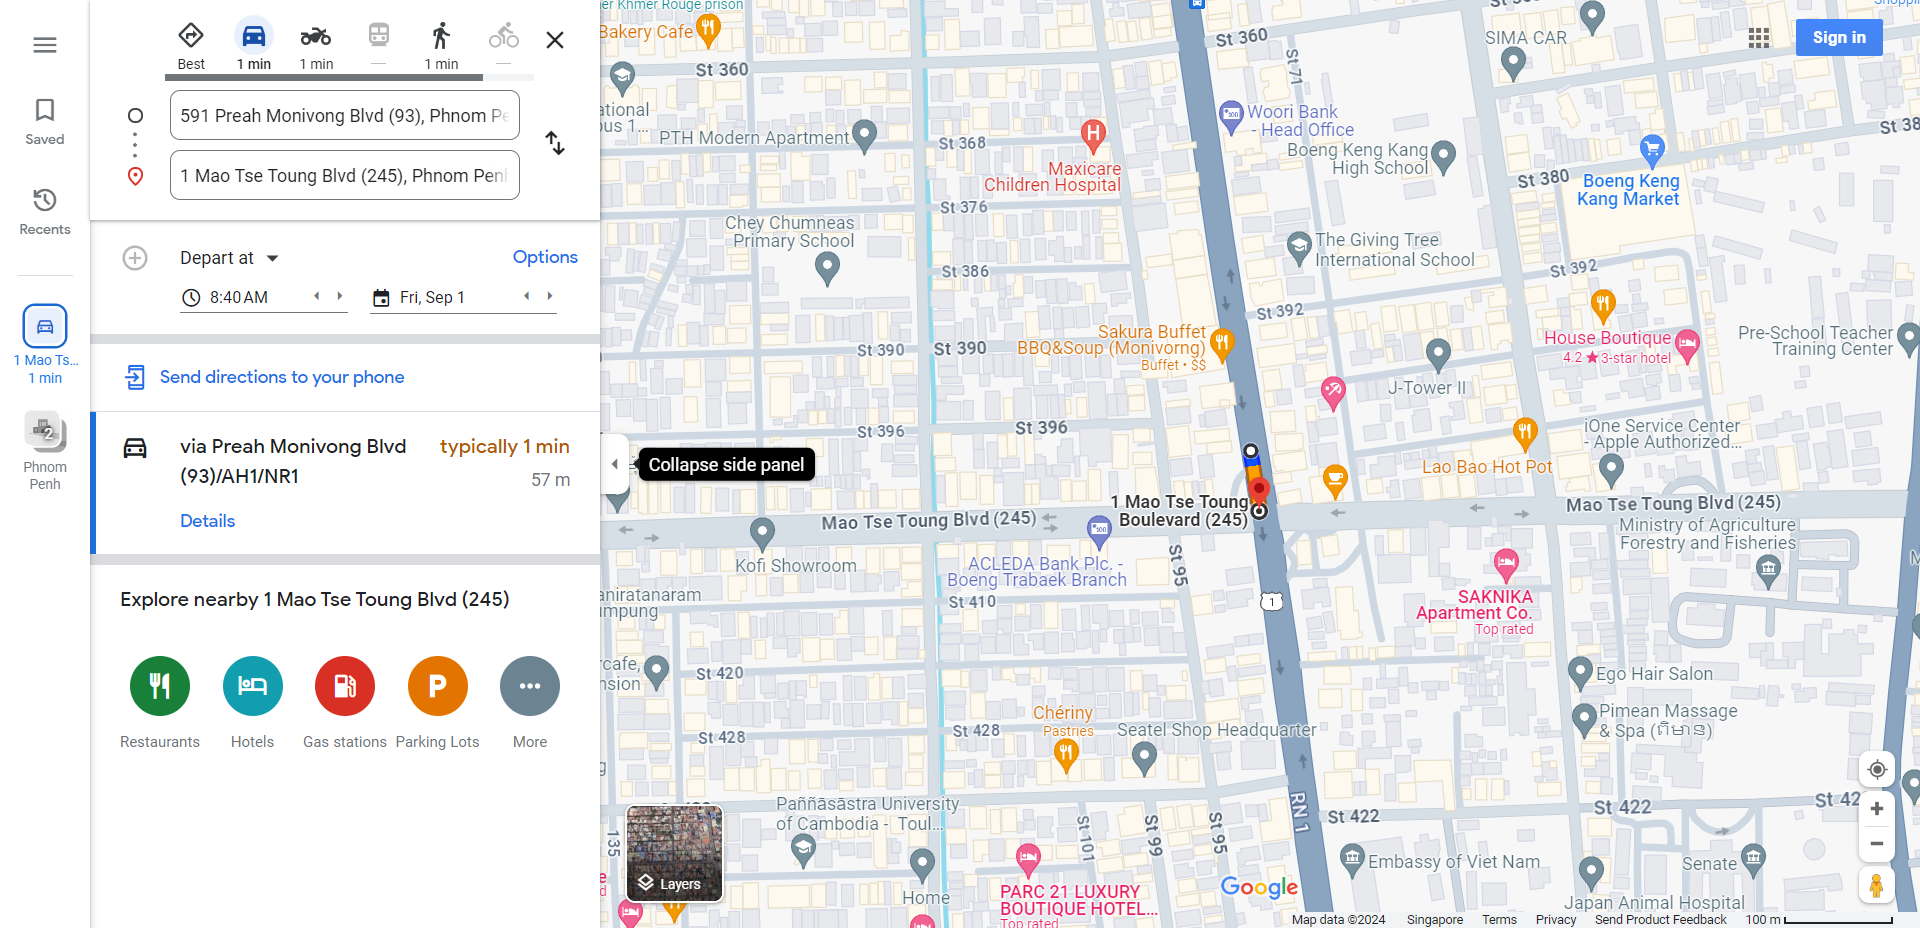 Best
1 min
1 min
—
1 min
—
591 Preah Monivong Blvd (93), Phnom Pe
1 Mao Tse Toung Blvd (245), Phnom Penh
Saved
Recents
1 Mao Ts...
1 min
2
Phnom
Penh
Depart at
Options
8:40 AM
Fri, Sep 1
Send directions to your phone
via Preah Monivong Blvd
(93)/AH1/NR1
typically 1 min
57 m
Details
Explore nearby 1 Mao Tse Toung Blvd (245)
Restaurants
Hotels
Gas stations
Parking Lots
More
Collapse side panel
Layers
Sign in
er Khmer Rouge prison
Bakery Cafe
St 360
St 360
St 71
SIMA CAR
Woori Bank
- Head Office
PTH Modern Apartment
St 368
Maxicare
Children Hospital
Boeng Keng Kang
High School
St 380
Boeng Keng
Kang Market
St 38
St 376
Chey Chumneas
Primary School
The Giving Tree
International School
St 386
St 392
St 392
Sakura Buffet
BBQ&Soup (Monivorng)
Buffet • $$
St 390
St 390
House Boutique
4.2 ★ 3-star hotel
Pre-School Teacher
Training Center
J-Tower II
St 396
St 396
iOne Service Center
- Apple Authorized...
Lao Bao Hot Pot
1 Mao Tse Toung
Boulevard (245)
Mao Tse Toung Blvd (245)
Mao Tse Toung Blvd (245)
Ministry of Agriculture
Forestry and Fisheries
Kofi Showroom
ACLEDA Bank Plc. -
Boeng Trabaek Branch
St 95
aniratanaram
mpung
St 410
1
SAKNIKA
Apartment Co.
Top rated
rcafe,
nsion
St 420
Ego Hair Salon
Chériny
Pastries
Pimean Massage
& Spa (ពិមាន)
St 428
St 428
Seatel Shop Headquarter
Paññāsāstra University
of Cambodia - Toul...
135
St 101
St 99
St 95
RN 1
St 422
St 422
St 42
Embassy of Viet Nam
Senate
Home
PARC 21 LUXURY
BOUTIQUE HOTEL...
Top rated
Japan Animal Hospital
Google
Map data ©2024
Singapore
Terms
Privacy
Send Product Feedback
100 m